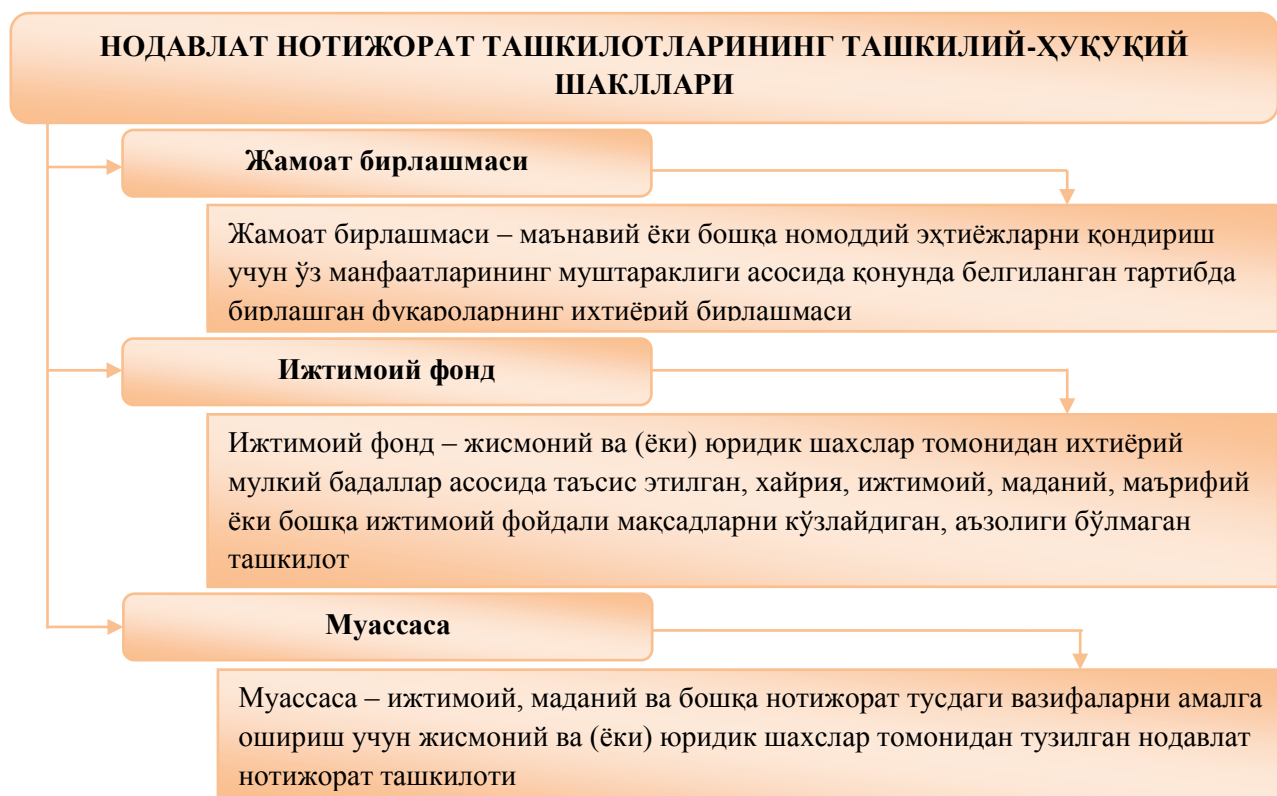 НОДАВЛАТ НОТИЖОРАТ ТАШКИЛОТЛАРИНИНГ ТАШКИЛИЙ-ҲУҚУҚИЙ
ШАКЛЛАРИ
Жамоат бирлашмаси
Жамоат бирлашмаси – маънавий ёки бошқа номоддий эҳтиёжларни қондириш
учун ўз манфаатларининг муштараклиги асосида қонунда белгиланган тартибда
бирлашган фуқароларнинг ихтиёрий бирлашмаси
Ижтимоий фонд
Ижтимоий фонд – жисмоний ва (ёки) юридик шахслар томонидан ихтиёрий
мулкий бадаллар асосида таъсис этилган, хайрия, ижтимоий, маданий, маърифий
ёки бошқа ижтимоий фойдали мақсадларни кўзлайдиган, аъзолиги бўлмаган
ташкилот
Муассаса
Муассаса – ижтимоий, маданий ва бошқа нотижорат тусдаги вазифаларни амалга
ошириш учун жисмоний ва (ёки) юридик шахслар томонидан тузилган нодавлат
нотижорат ташкилоти